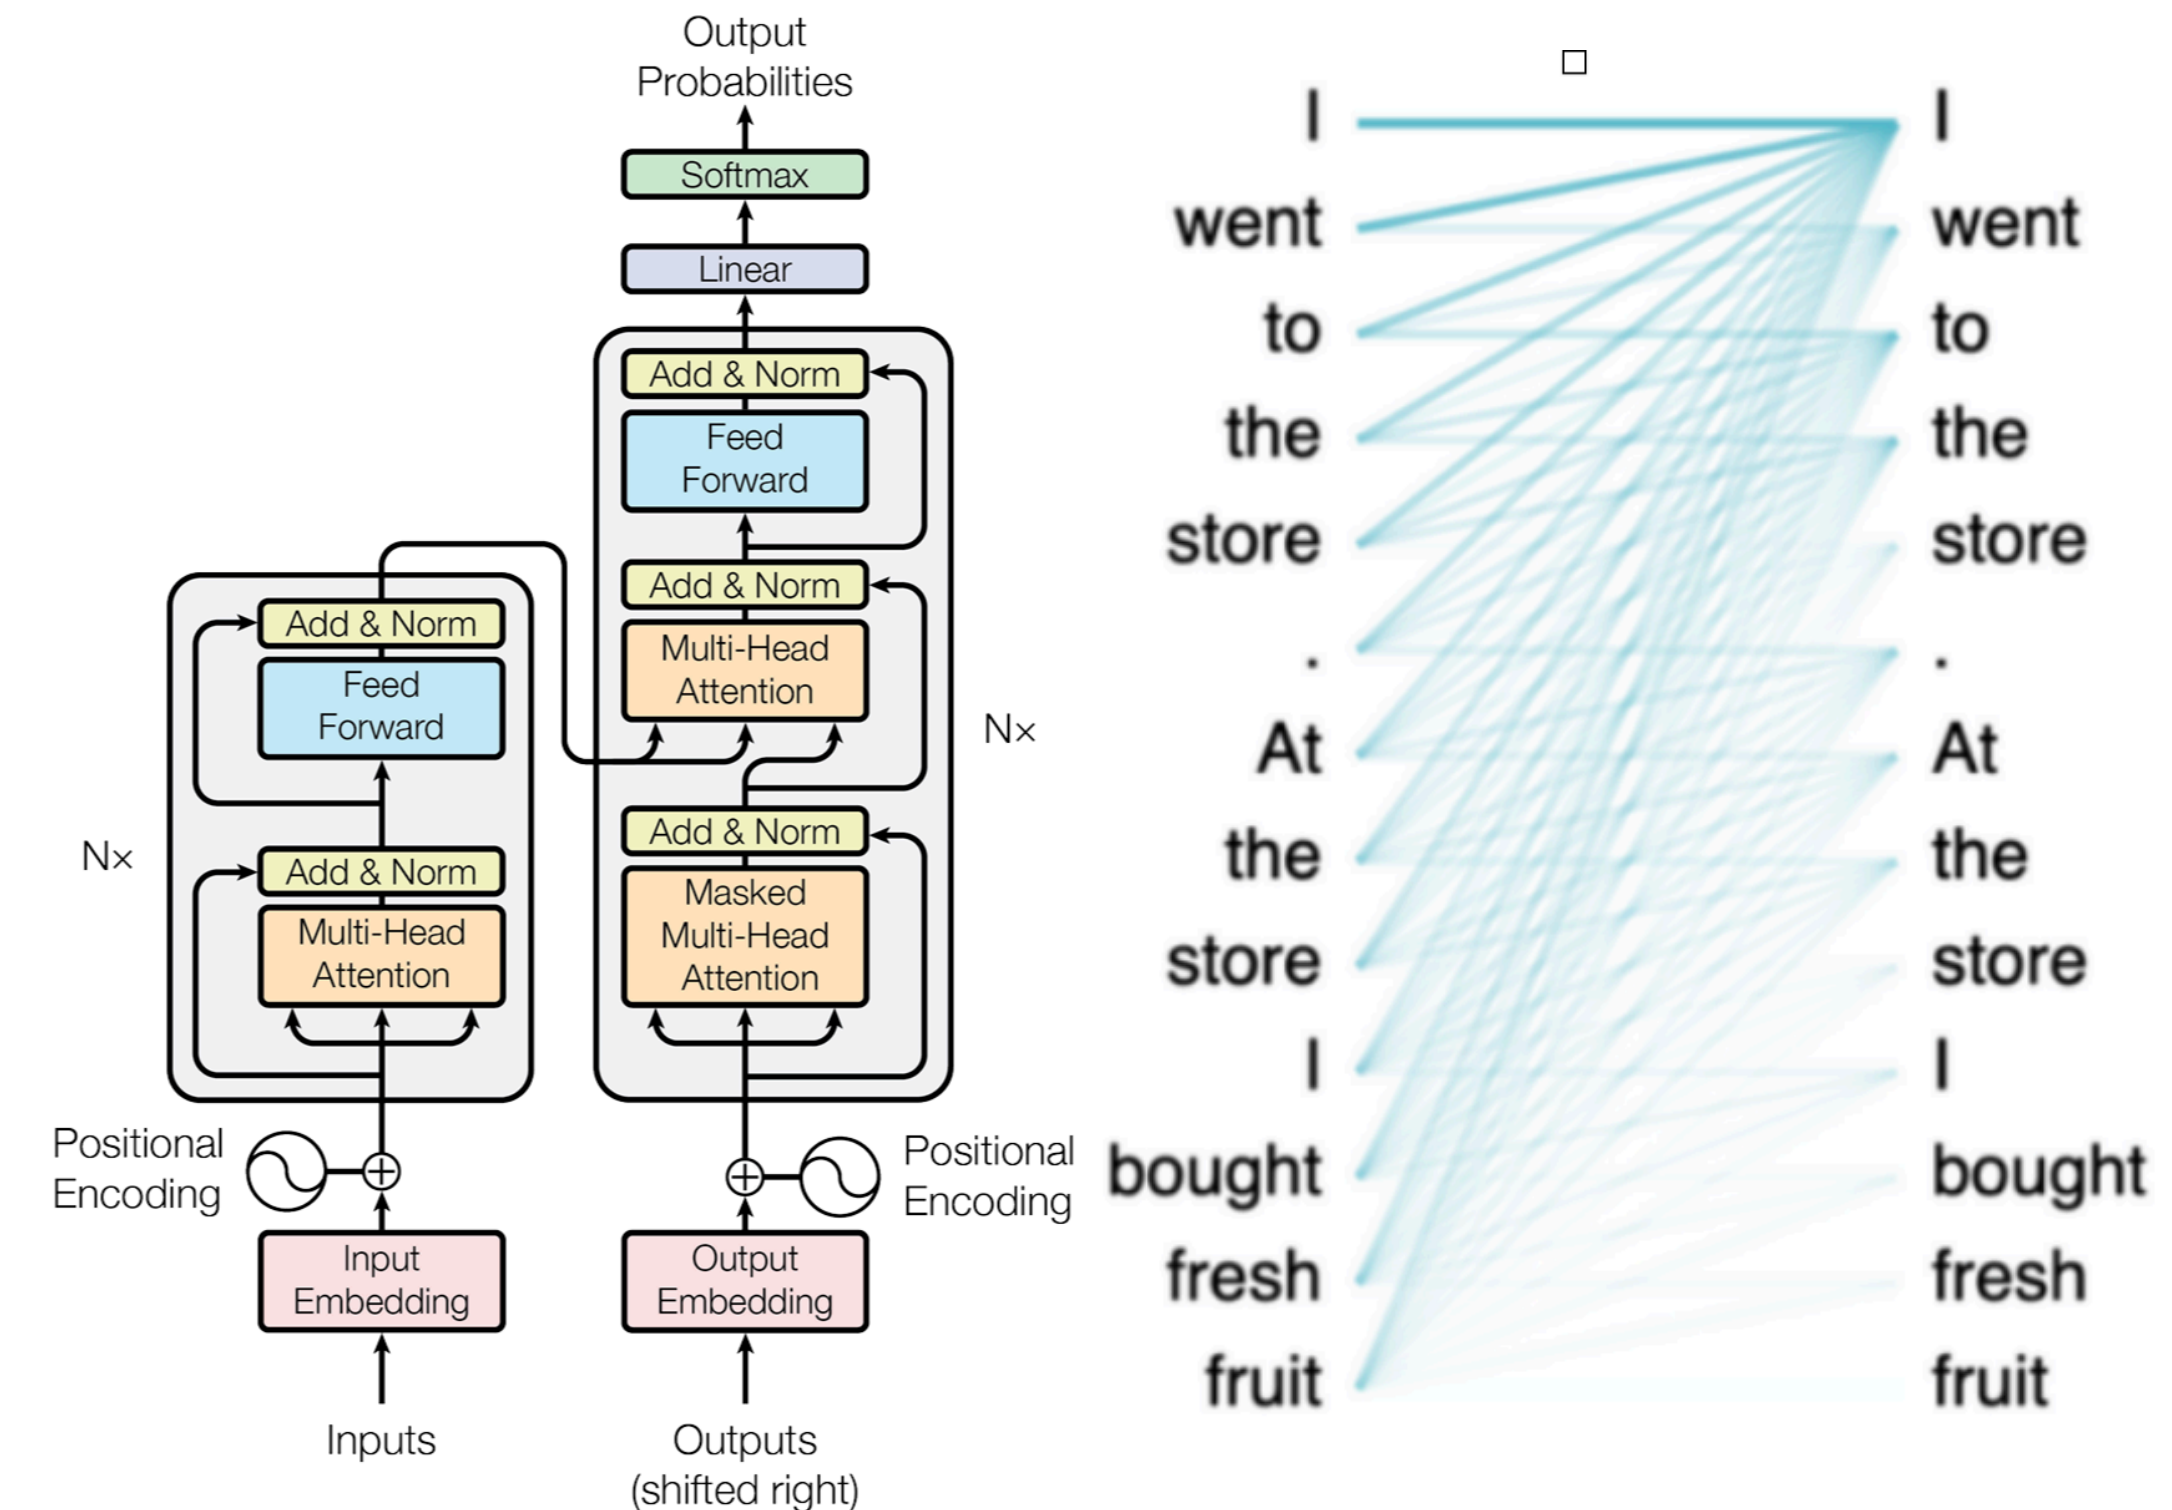 Output
Probabilities
Softmax
Linear
Add & Norm
Feed
Forward
Add & Norm
Multi-Head
Attention
Nx
Add & Norm
Masked
Multi-Head
Attention
Add & Norm
Feed
Forward
Nx
Add & Norm
Multi-Head
Attention
Positional
Encoding
Positional
Encoding
Input
Embedding
Output
Embedding
Inputs
Outputs
(shifted right)
I
went
to
the
store
.
At
the
store
I
bought
fresh
fruit
I
went
to
the
store
.
At
the
store
I
bought
fresh
fruit